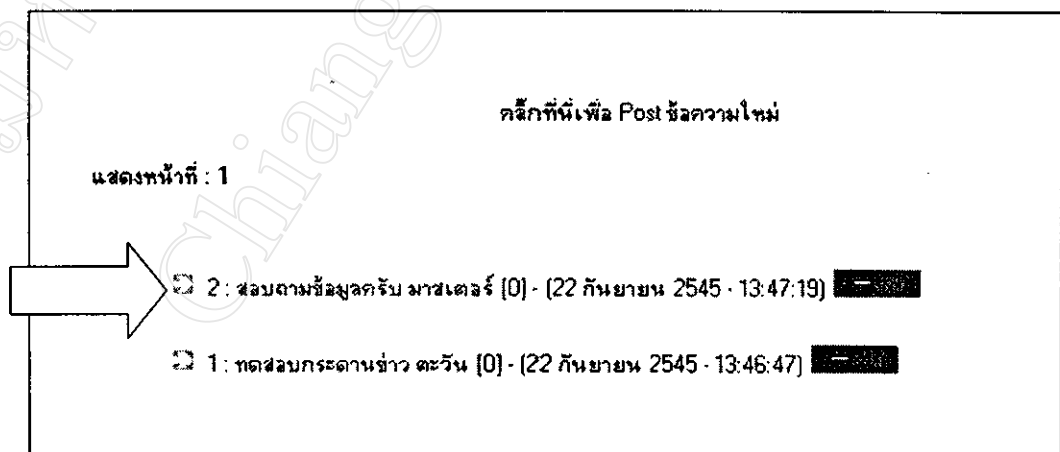 คลิ๊กที่นี่เพื่อ Post ข้อความใหม่
แสดงหน้าที่ : 1
2 : สอบถามข้อมูลครับ มาสเตอร์ [0] - (22 กันยายน 2545 - 13:47:19)
1 : ทดสอบกระดานข่าว ตะวัน [0] - (22 กันยายน 2545 - 13:46:47)
Chiang